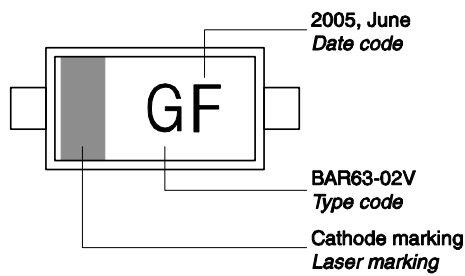 2005, June
Date code
GF
BAR63-02V
Type code
Cathode marking
Laser marking